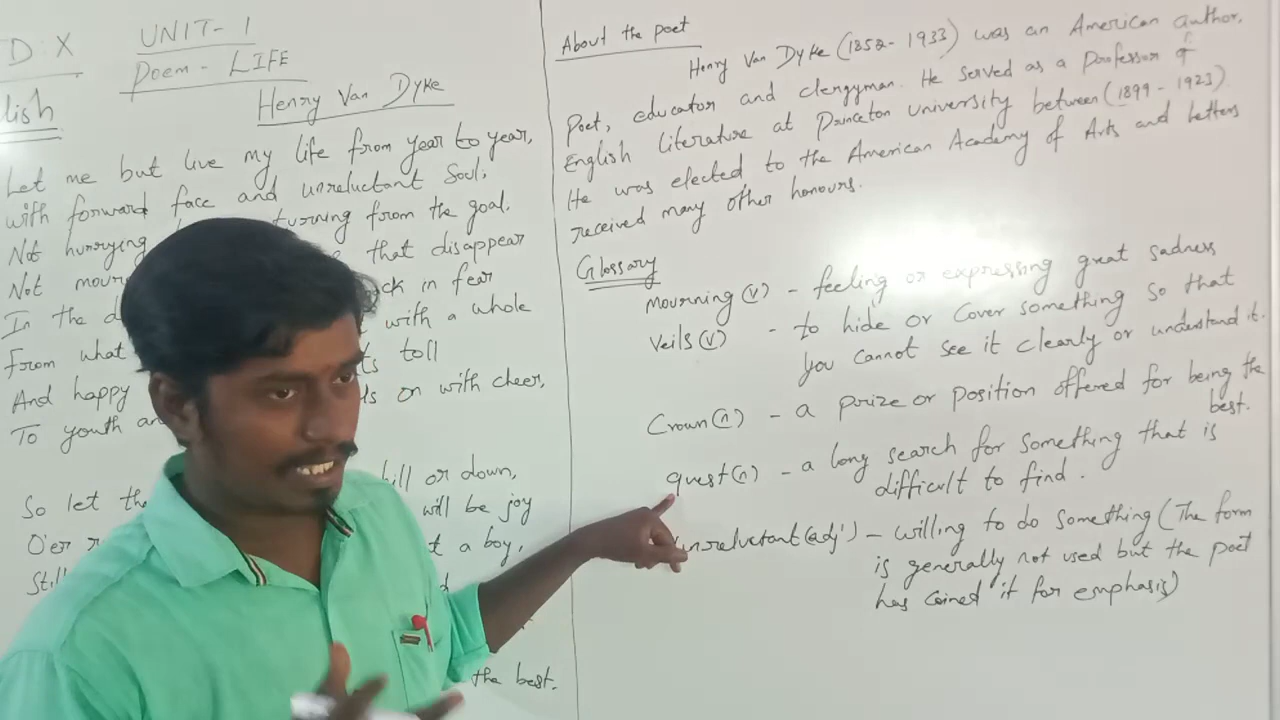 D: X
UNIT- 1
Poem - LIFE
lish
Henry Van Dyke
Let me but live my life from year to year,
with forward face and unreluctant Soul;
Not hurrying turning from the goal.
Not mour that disappear
In the d ck in fear
From what with a whole
And happy ts toll
To youth an ls on with cheer,
So let the hill or down,
O'er r will be joy
Still t a boy,
the best.
About the poet
Henry Van Dyke (1852 - 1933) was an American author,
Poet, educator and clergyman. He served as a Professor of
English literature at Princeton University between (1899 - 1923)
He was elected to the American Academy of Arts and Letters
received many other honours.
Glossary
mourning (v) - feeling or expressing great sadness
Veils (v) - to hide or Cover something so that
you cannot see it clearly or understand it.
Crown (n) - a prize or position offered for being the
best.
quest (n) - a long search for something that is
difficult to find.
unreluctant (adj') - willing to do something (The form
is generally not used but the poet
has coined it for emphasis)